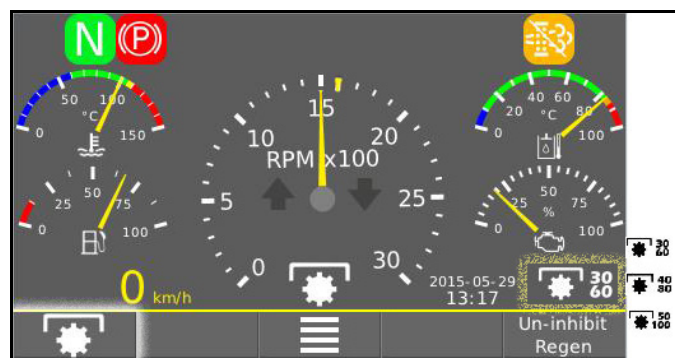 N (P)
50 100
°C
0 150
20 40 60 80
°C
0 100
0 5 10 15 20 25 30
RPM x100
0 25 50 75 100
0 25 50 100
%
0 km/h
2015-05-29
13:17
30
60
30
60
40
80
50
100
Un-inhibit
Regen